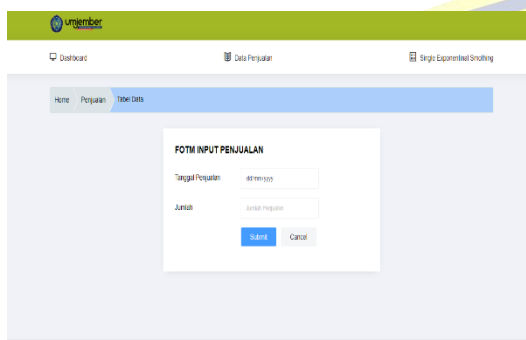 umjember
Dashboard Data Penjualan Single Exponential Smothing
Home Penjualan Tabel Data
FOTM INPUT PENJUALAN
Tanggal Penjualan dd/mm/yyyy
Jumlah Jumlah Penjualan
Submit Cancel